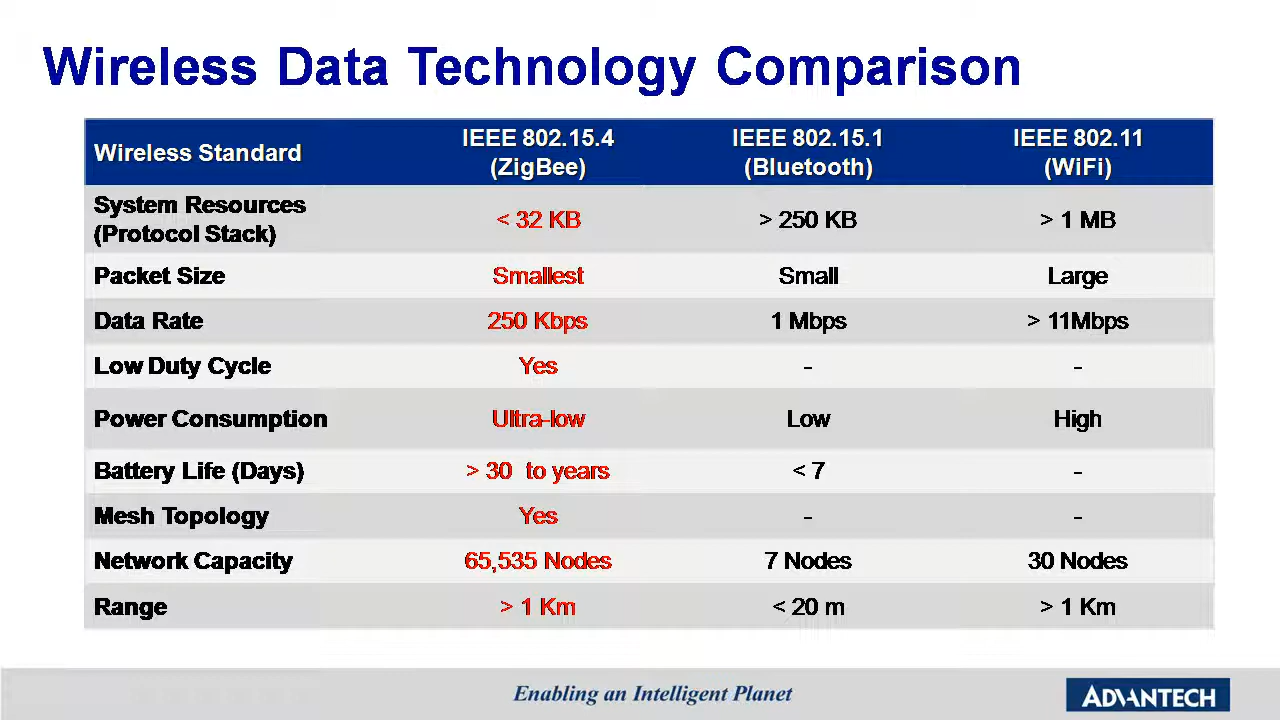 Wireless Data Technology Comparison
Wireless Standard IEEE 802.15.4 (ZigBee) IEEE 802.15.1 (Bluetooth) IEEE 802.11 (WiFi)
System Resources (Protocol Stack) < 32 KB > 250 KB > 1 MB
Packet Size Smallest Small Large
Data Rate 250 Kbps 1 Mbps > 11Mbps
Low Duty Cycle Yes - -
Power Consumption Ultra-low Low High
Battery Life (Days) > 30 to years < 7 -
Mesh Topology Yes - -
Network Capacity 65,535 Nodes 7 Nodes 30 Nodes
Range > 1 Km < 20 m > 1 Km
Enabling an Intelligent Planet
ADVANTECH